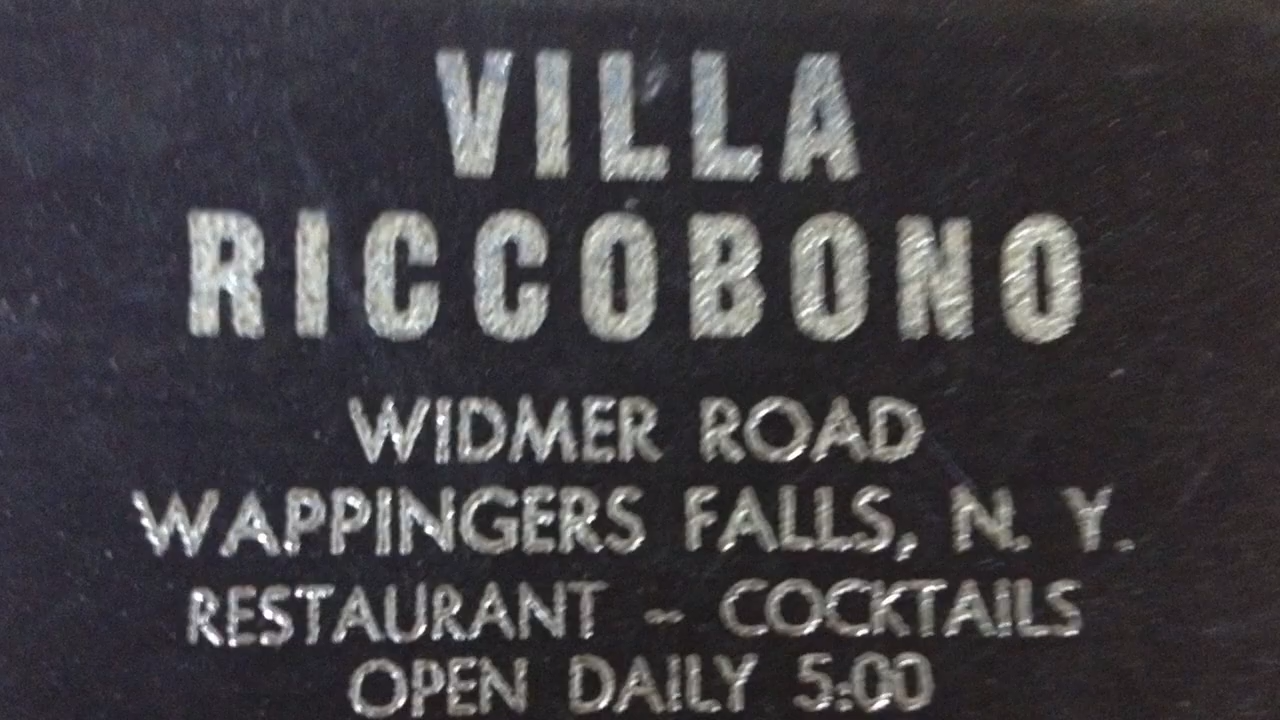 VILLA
RICCOBONO
WIDMER ROAD
WAPPINGERS FALLS, N. Y.
RESTAURANT - COCKTAILS
OPEN DAILY 5:00